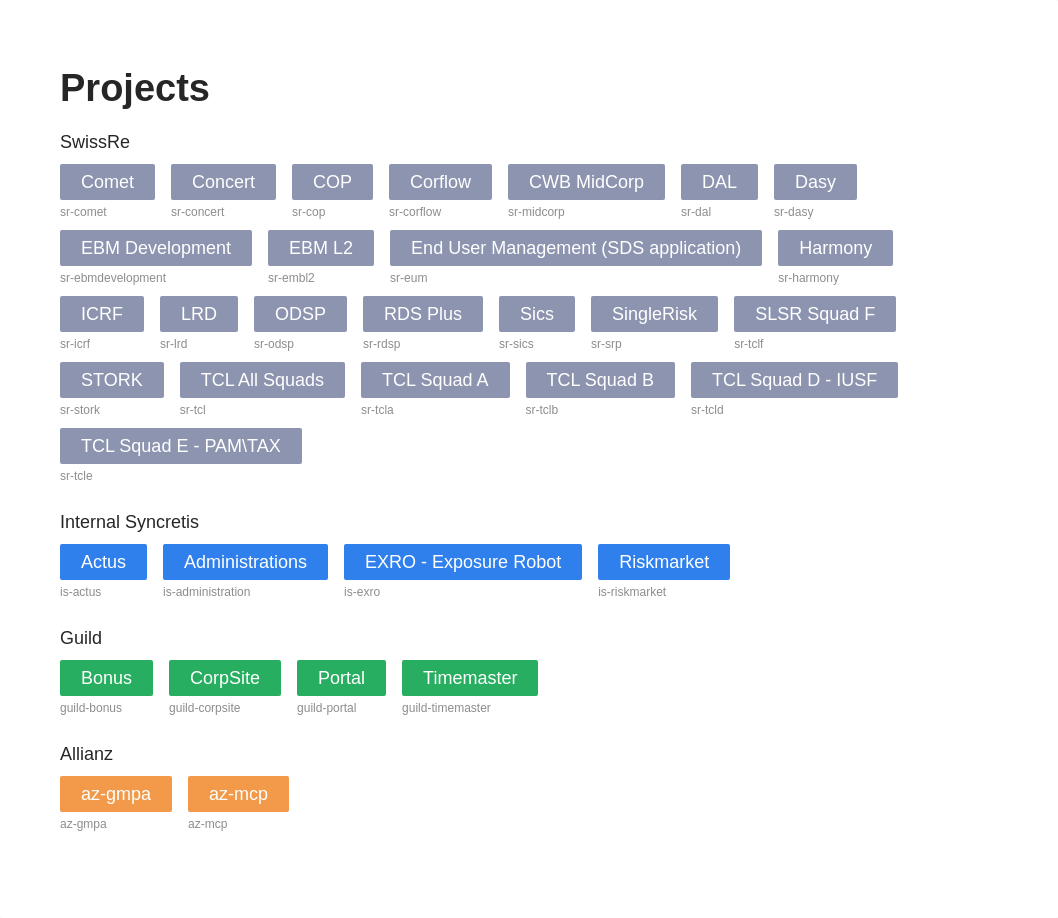 Projects
SwissRe
Comet Concert COP Corflow CWB MidCorp DAL Dasy
sr-comet sr-concert sr-cop sr-corflow sr-midcorp sr-dal sr-dasy
EBM Development EBM L2 End User Management (SDS application) Harmony
sr-ebmdevelopment sr-embl2 sr-eum sr-harmony
ICRF LRD ODSP RDS Plus Sics SingleRisk SLSR Squad F
sr-icrf sr-lrd sr-odsp sr-rdsp sr-sics sr-srp sr-tclf
STORK TCL All Squads TCL Squad A TCL Squad B TCL Squad D - IUSF
sr-stork sr-tcl sr-tcla sr-tclb sr-tcld
TCL Squad E - PAM\TAX
sr-tcle
Internal Syncretis
Actus Administrations EXRO - Exposure Robot Riskmarket
is-actus is-administration is-exro is-riskmarket
Guild
Bonus CorpSite Portal Timemaster
guild-bonus guild-corpsite guild-portal guild-timemaster
Allianz
az-gmpa az-mcp
az-gmpa az-mcp